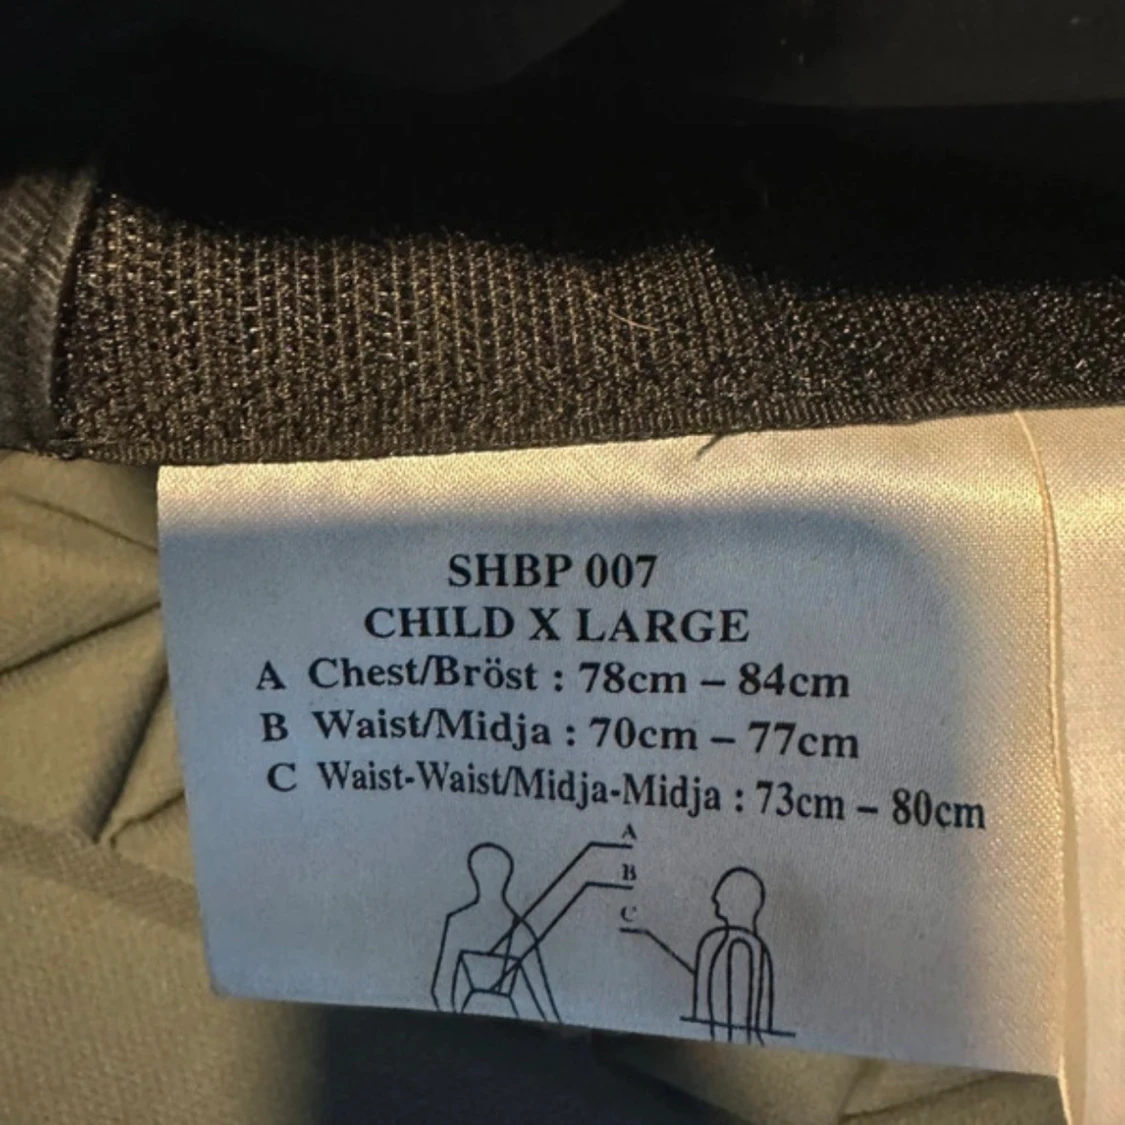 SHBP 007
CHILD X LARGE
A Chest/Bröst : 78cm – 84cm
B Waist/Midja : 70cm – 77cm
C Waist-Waist/Midja-Midja : 73cm – 80cm
A
B
C